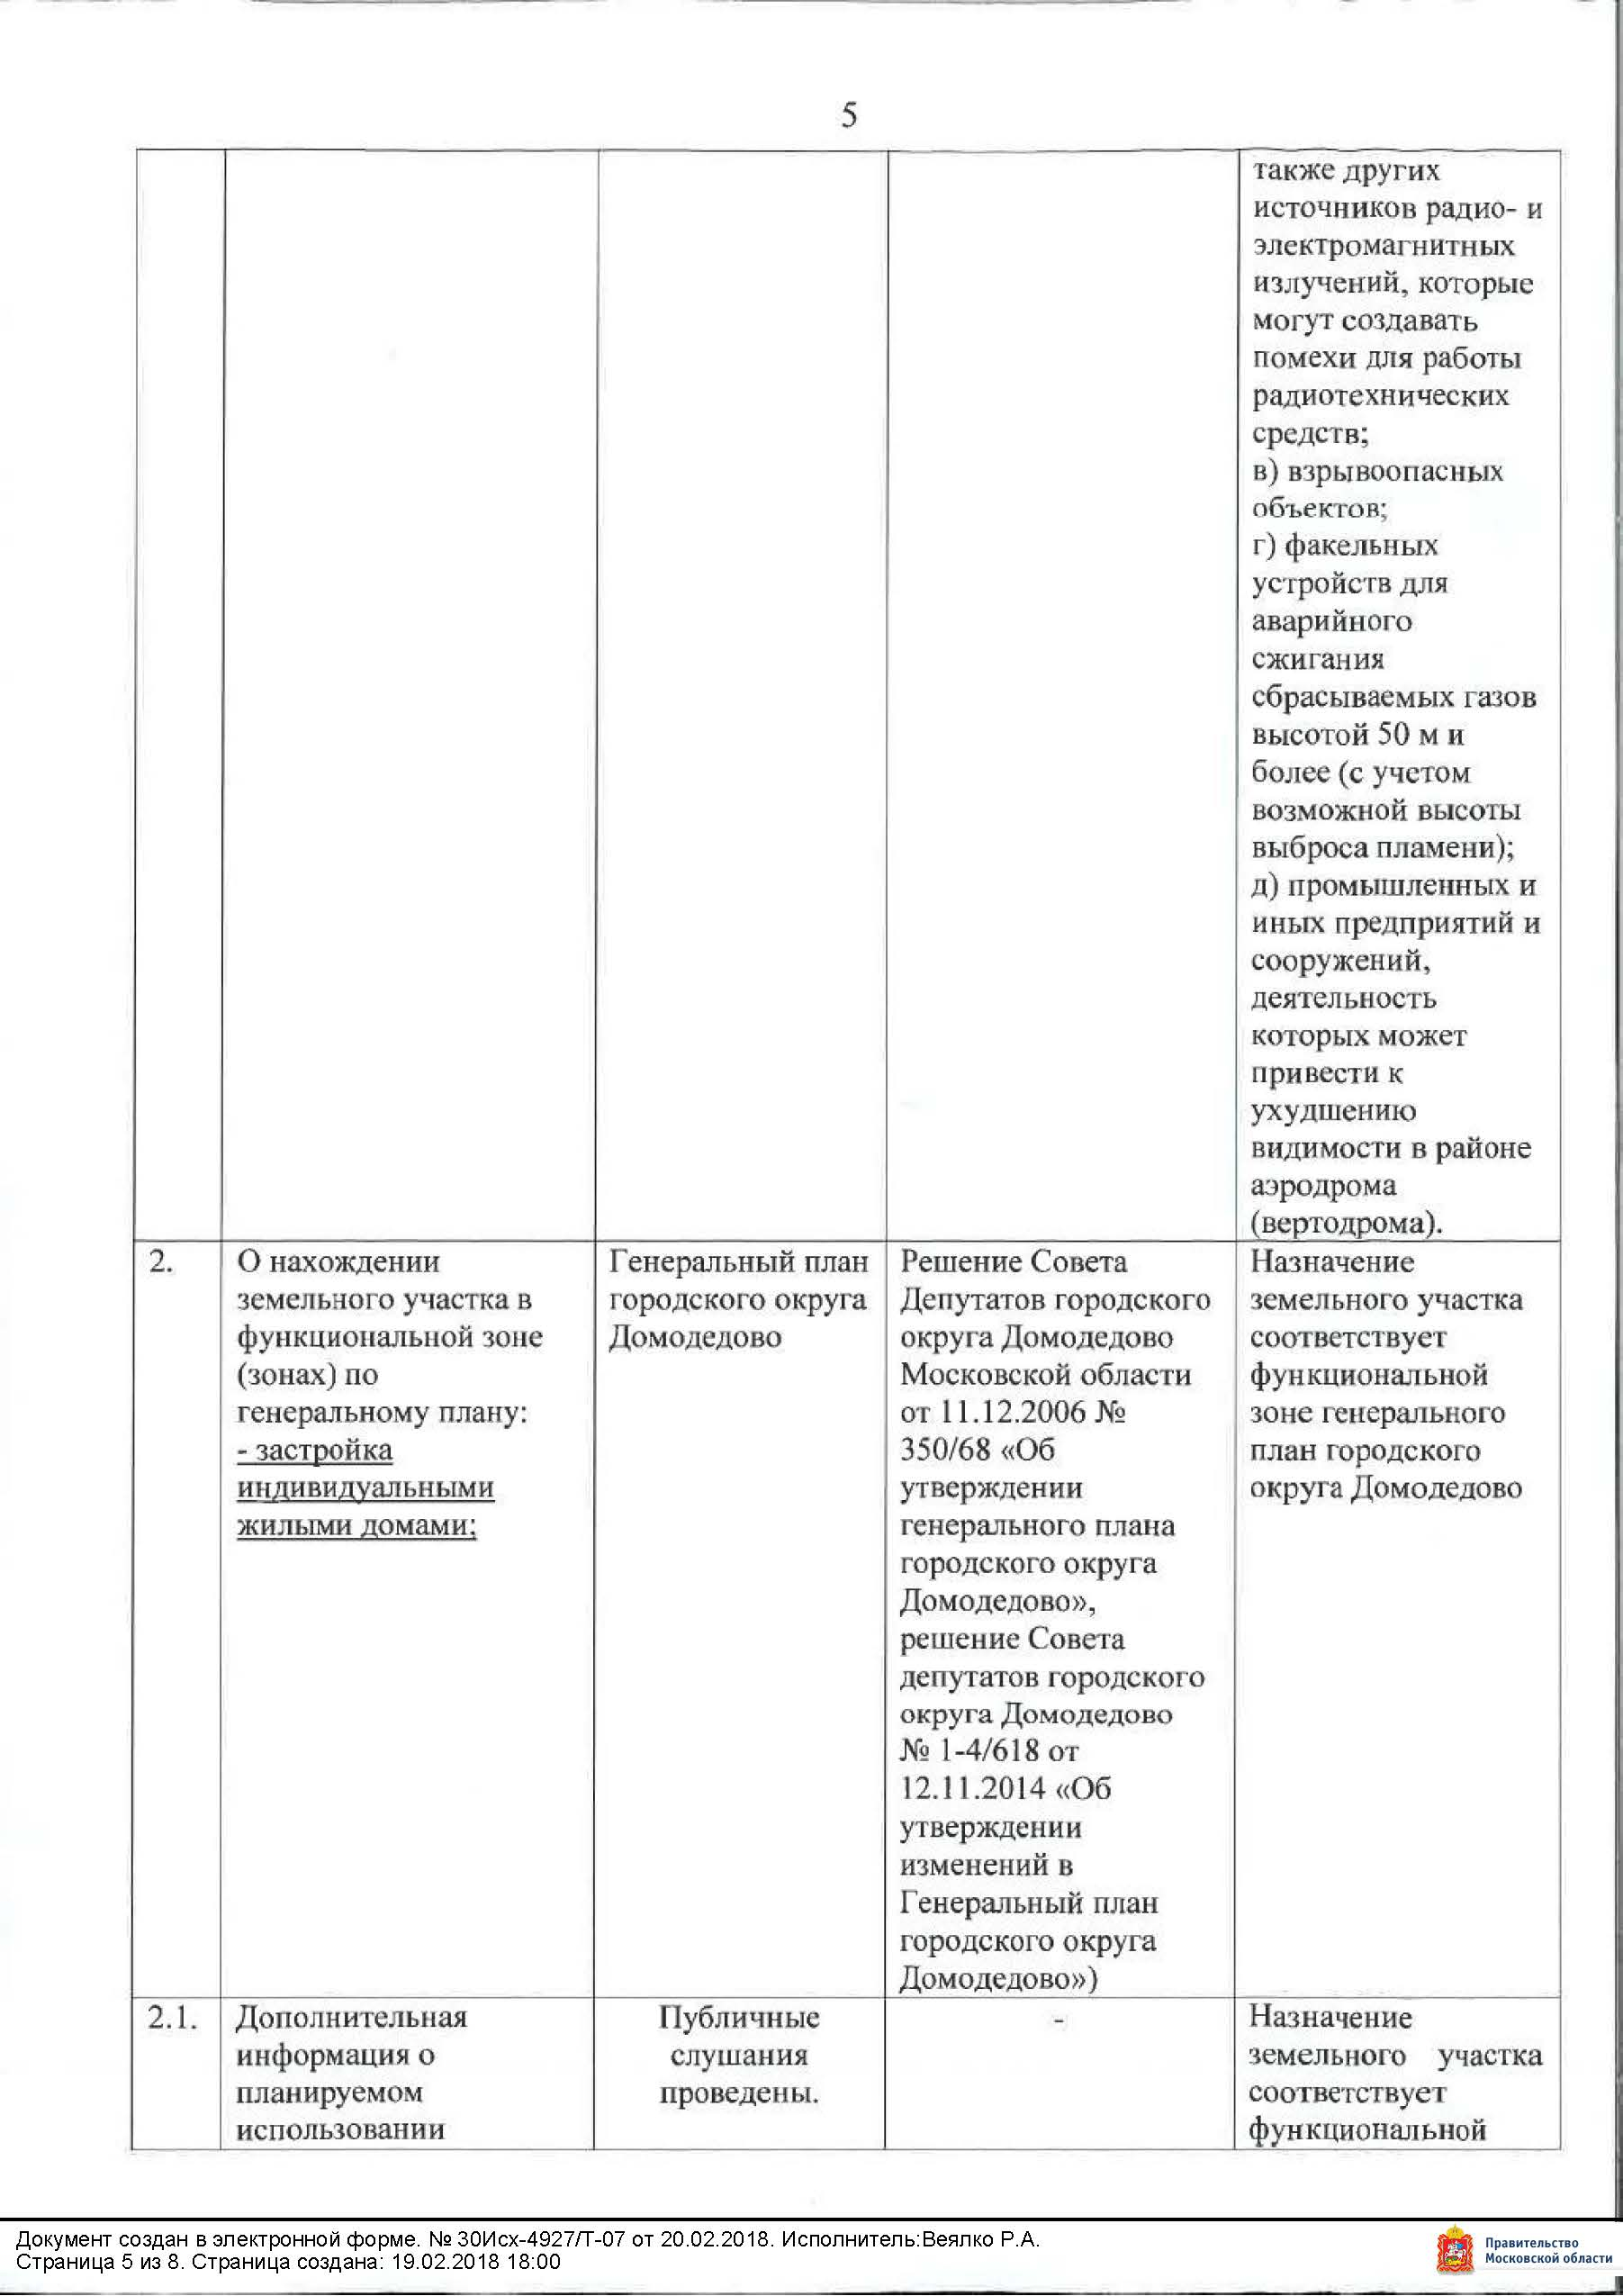 5
также других
источников радио- и
электромагнитных
излучений, которые
могут создавать
помехи для работы
радиотехнических
средств;
в) взрывоопасных
объектов;
г) факельных
устройств для
аварийного
сжигания
сбрасываемых газов
высотой 50 м и
более (с учетом
возможной высоты
выброса пламени);
д) промышленных и
иных предприятий и
сооружений,
деятельность
которых может
привести к
ухудшению
видимости в районе
аэродрома
(вертодрома).
2.
О нахождении
земельного участка в
функциональной зоне
(зонах) по
генеральному плану:
- застройка
индивидуальными
жилыми домами;
Генеральный план
городского округа
Домодедово
Решение Совета
Депутатов городского
округа Домодедово
Московской области
от 11.12.2006 №
350/68 «Об
утверждении
генерального плана
городского округа
Домодедово»,
решение Совета
депутатов городского
округа Домодедово
№ 1-4/618 от
12.11.2014 «Об
утверждении
изменений в
Генеральный план
городского округа
Домодедово»)
Назначение
земельного участка
соответствует
функциональной
зоне генерального
план городского
округа Домодедово
2.1.
Дополнительная
информация о
планируемом
использовании
Публичные
слушания
проведены.
-
Назначение
земельного участка
соответствует
функциональной
Документ создан в электронной форме. № 30Исх-4927/Т-07 от 20.02.2018. Исполнитель:Веялко Р.А.
Страница 5 из 8. Страница создана: 19.02.2018 18:00
Правительство
Московской области